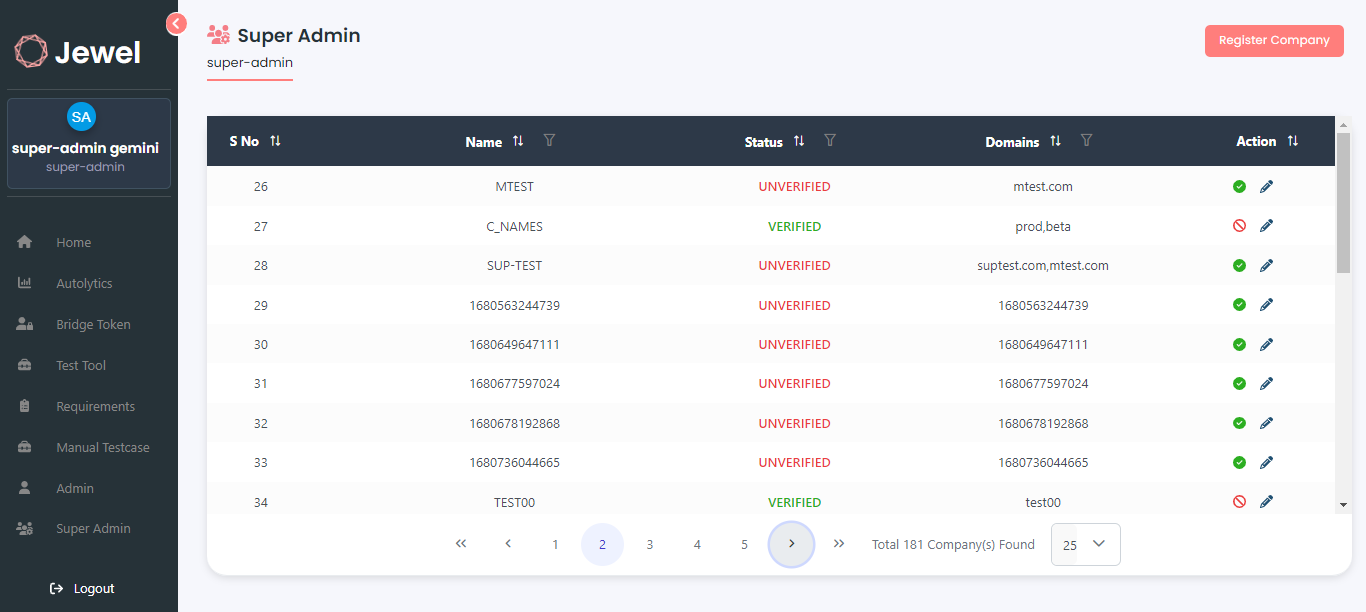 Jewel
SA
super-admin gemini
super-admin
Home
Autolytics
Bridge Token
Test Tool
Requirements
Manual Testcase
Admin
Super Admin
Logout
Super Admin
super-admin
Register Company
S No Name Status Domains Action
26 MTEST UNVERIFIED mtest.com
27 C_NAMES VERIFIED prod,beta
28 SUP-TEST UNVERIFIED suptest.com,mtest.com
29 1680563244739 UNVERIFIED 1680563244739
30 1680649647111 UNVERIFIED 1680649647111
31 1680677597024 UNVERIFIED 1680677597024
32 1680678192868 UNVERIFIED 1680678192868
33 1680736044665 UNVERIFIED 1680736044665
34 TEST00 VERIFIED test00
« ‹ 1 2 3 4 5 › » Total 181 Company(s) Found 25